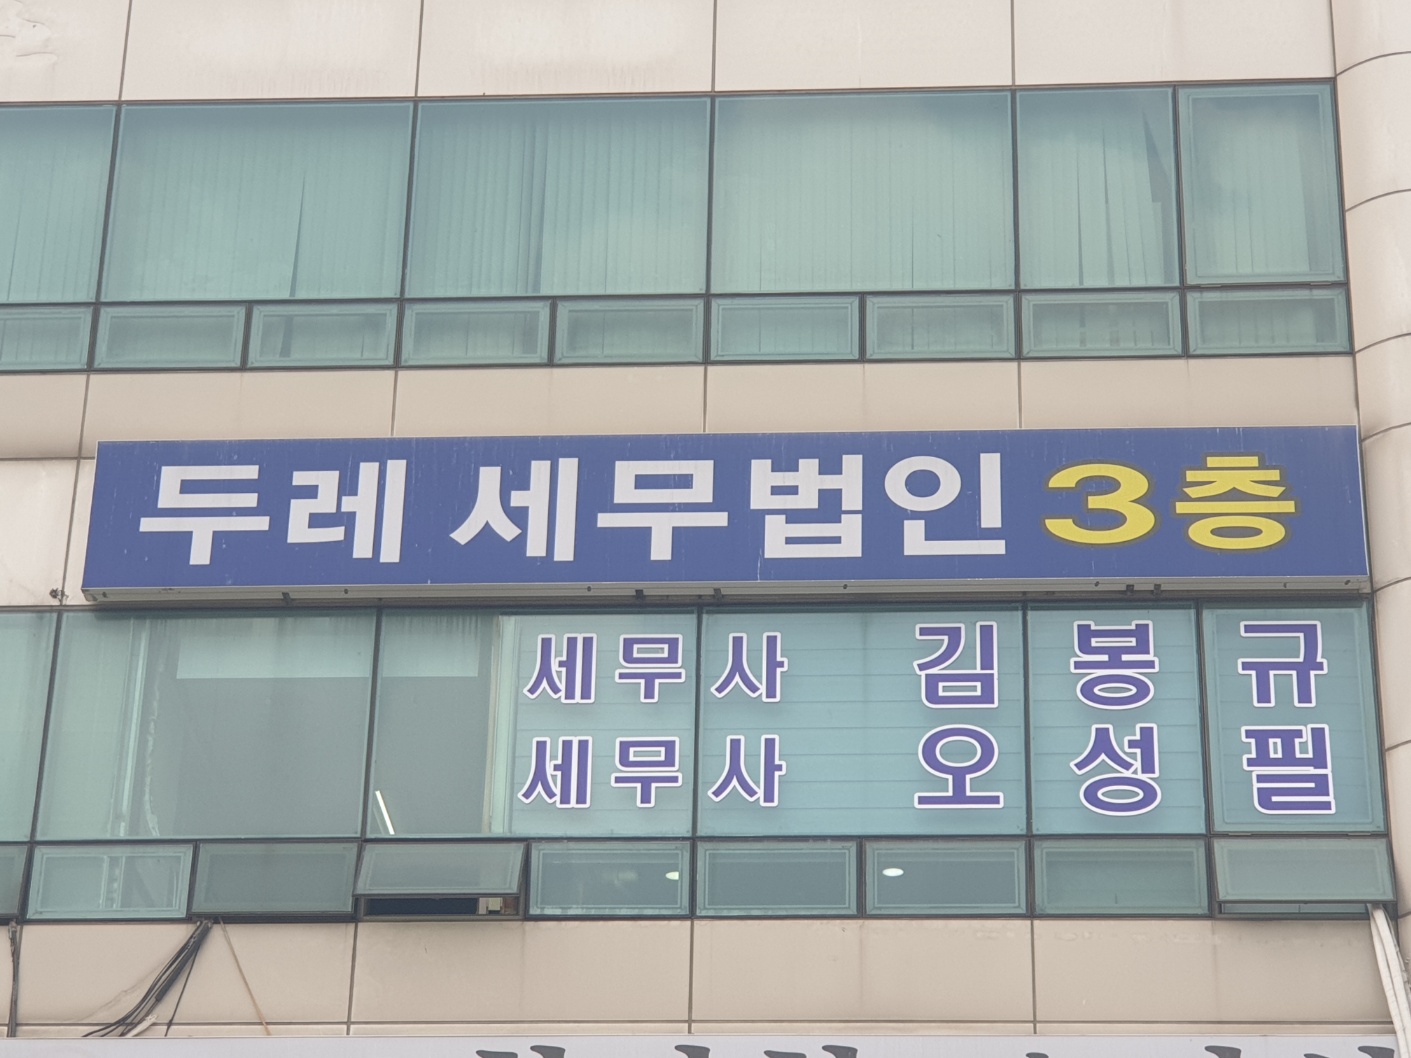 두레 세무법인 3층
세무사 김봉규
세무사 오성필